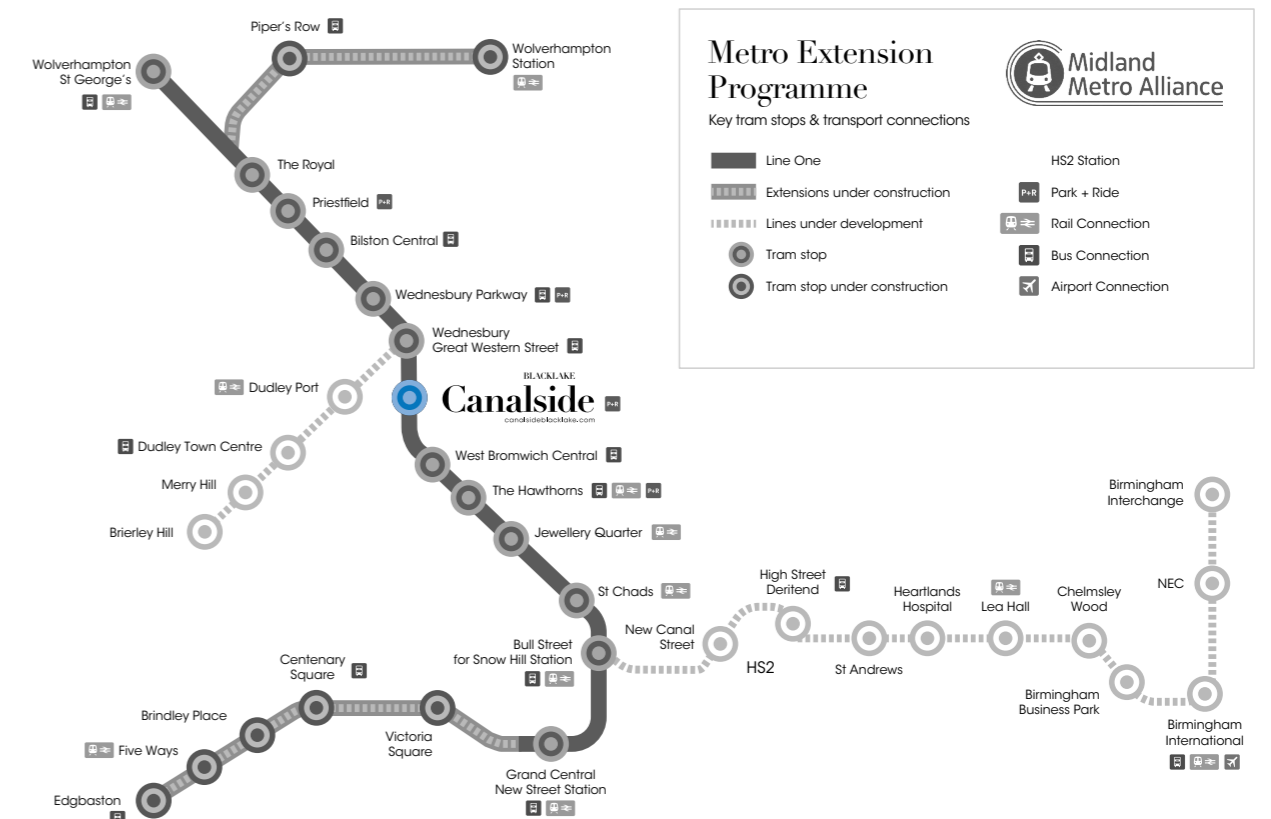 Piper's Row
Wolverhampton
Station
Wolverhampton
St George's
The Royal
Priestfield P+R
Bilston Central
Wednesbury Parkway P+R
Wednesbury
Great Western Street
Dudley Port
BLACKLAKE
Canalside P+R
canalsideblacklake.com
Dudley Town Centre
West Bromwich Central
Merry Hill
The Hawthorns P+R
Brierley Hill
Jewellery Quarter
St Chads
Bull Street
for Snow Hill Station
Centenary
Square
Brindley Place
Five Ways
Edgbaston
Victoria
Square
Grand Central
New Street Station
New Canal
Street
HS2
High Street
Deritend
St Andrews
Heartlands
Hospital
Lea Hall
Chelmsley
Wood
Birmingham
Business Park
Birmingham
International
NEC
Birmingham
Interchange
Metro Extension
Programme
Key tram stops & transport connections
Midland
Metro Alliance
Line One
Extensions under construction
Lines under development
Tram stop
Tram stop under construction
HS2 Station
P+R Park + Ride
Rail Connection
Bus Connection
Airport Connection